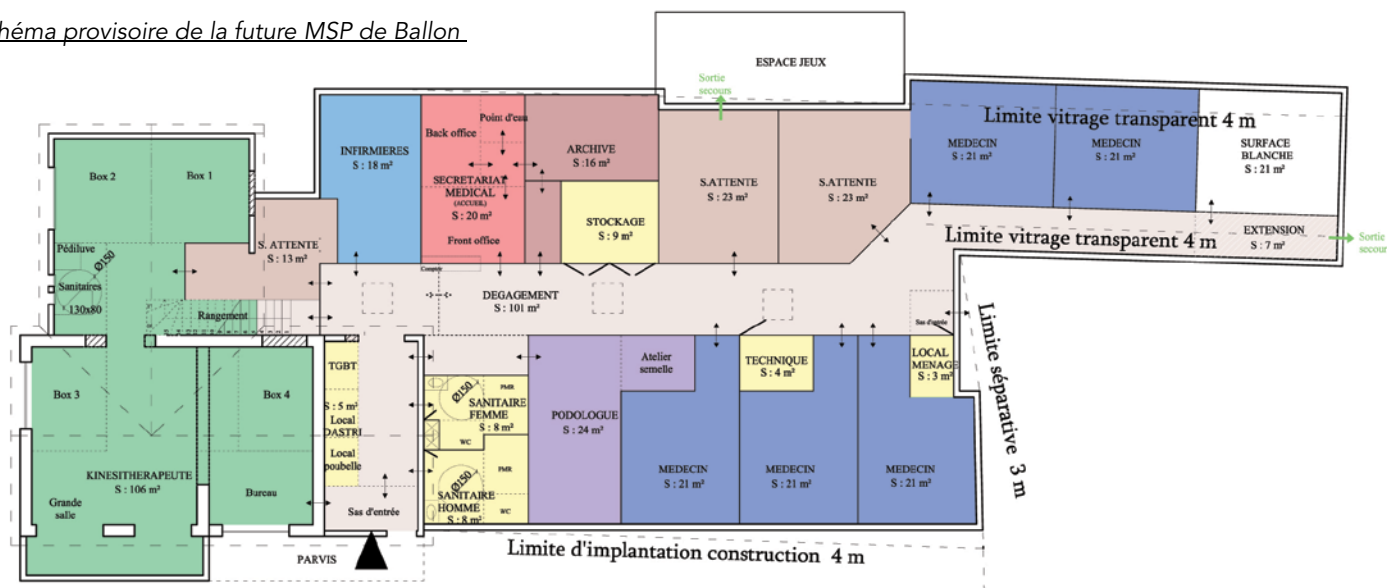 héma provisoire de la future MSP de Ballon
ESPACE JEUX
Sortie
secours
Limite vitrage transparent 4 m
Point d'eau
Back office
INFIRMIERES
S : 18 m²
ARCHIVE
S :16 m²
MEDECIN
S : 21 m²
MEDECIN
S : 21 m²
SURFACE
BLANCHE
S : 21 m²
Box 2
Box 1
SECRETARIAT
MEDICAL
(ACCUEIL)
S : 20 m²
S.ATTENTE
S : 23 m²
S.ATTENTE
S : 23 m²
STOCKAGE
S : 9 m²
Front office
Limite vitrage transparent 4 m
EXTENSION
S : 7 m²
Sortie
secour
Pédiluve
Ø150
S. ATTENTE
S : 13 m²
Comptoir
Sanitaires
130x80
Rangement
DEGAGEMENT
S : 101 m²
Sas d'entrée
Limite séparative 3 m
TGBT
Atelier
semelle
TECHNIQUE
S : 4 m²
LOCAL
MENAGE
S : 3 m²
Box 3
Box 4
S : 5 m²
Local
DASTRI
Local
poubelle
Ø150
PMR
SANITAIRE
FEMME
S : 8 m²
WC
PODOLOGUE
S : 24 m²
KINESITHERAPEUTE
S : 106 m²
Grande
salle
Bureau
Sas d'entrée
Ø150
PMR
SANITAIRE
HOMME
S : 8 m²
WC
MEDECIN
S : 21 m²
MEDECIN
S : 21 m²
MEDECIN
S : 21 m²
PARVIS
Limite d'implantation construction 4 m